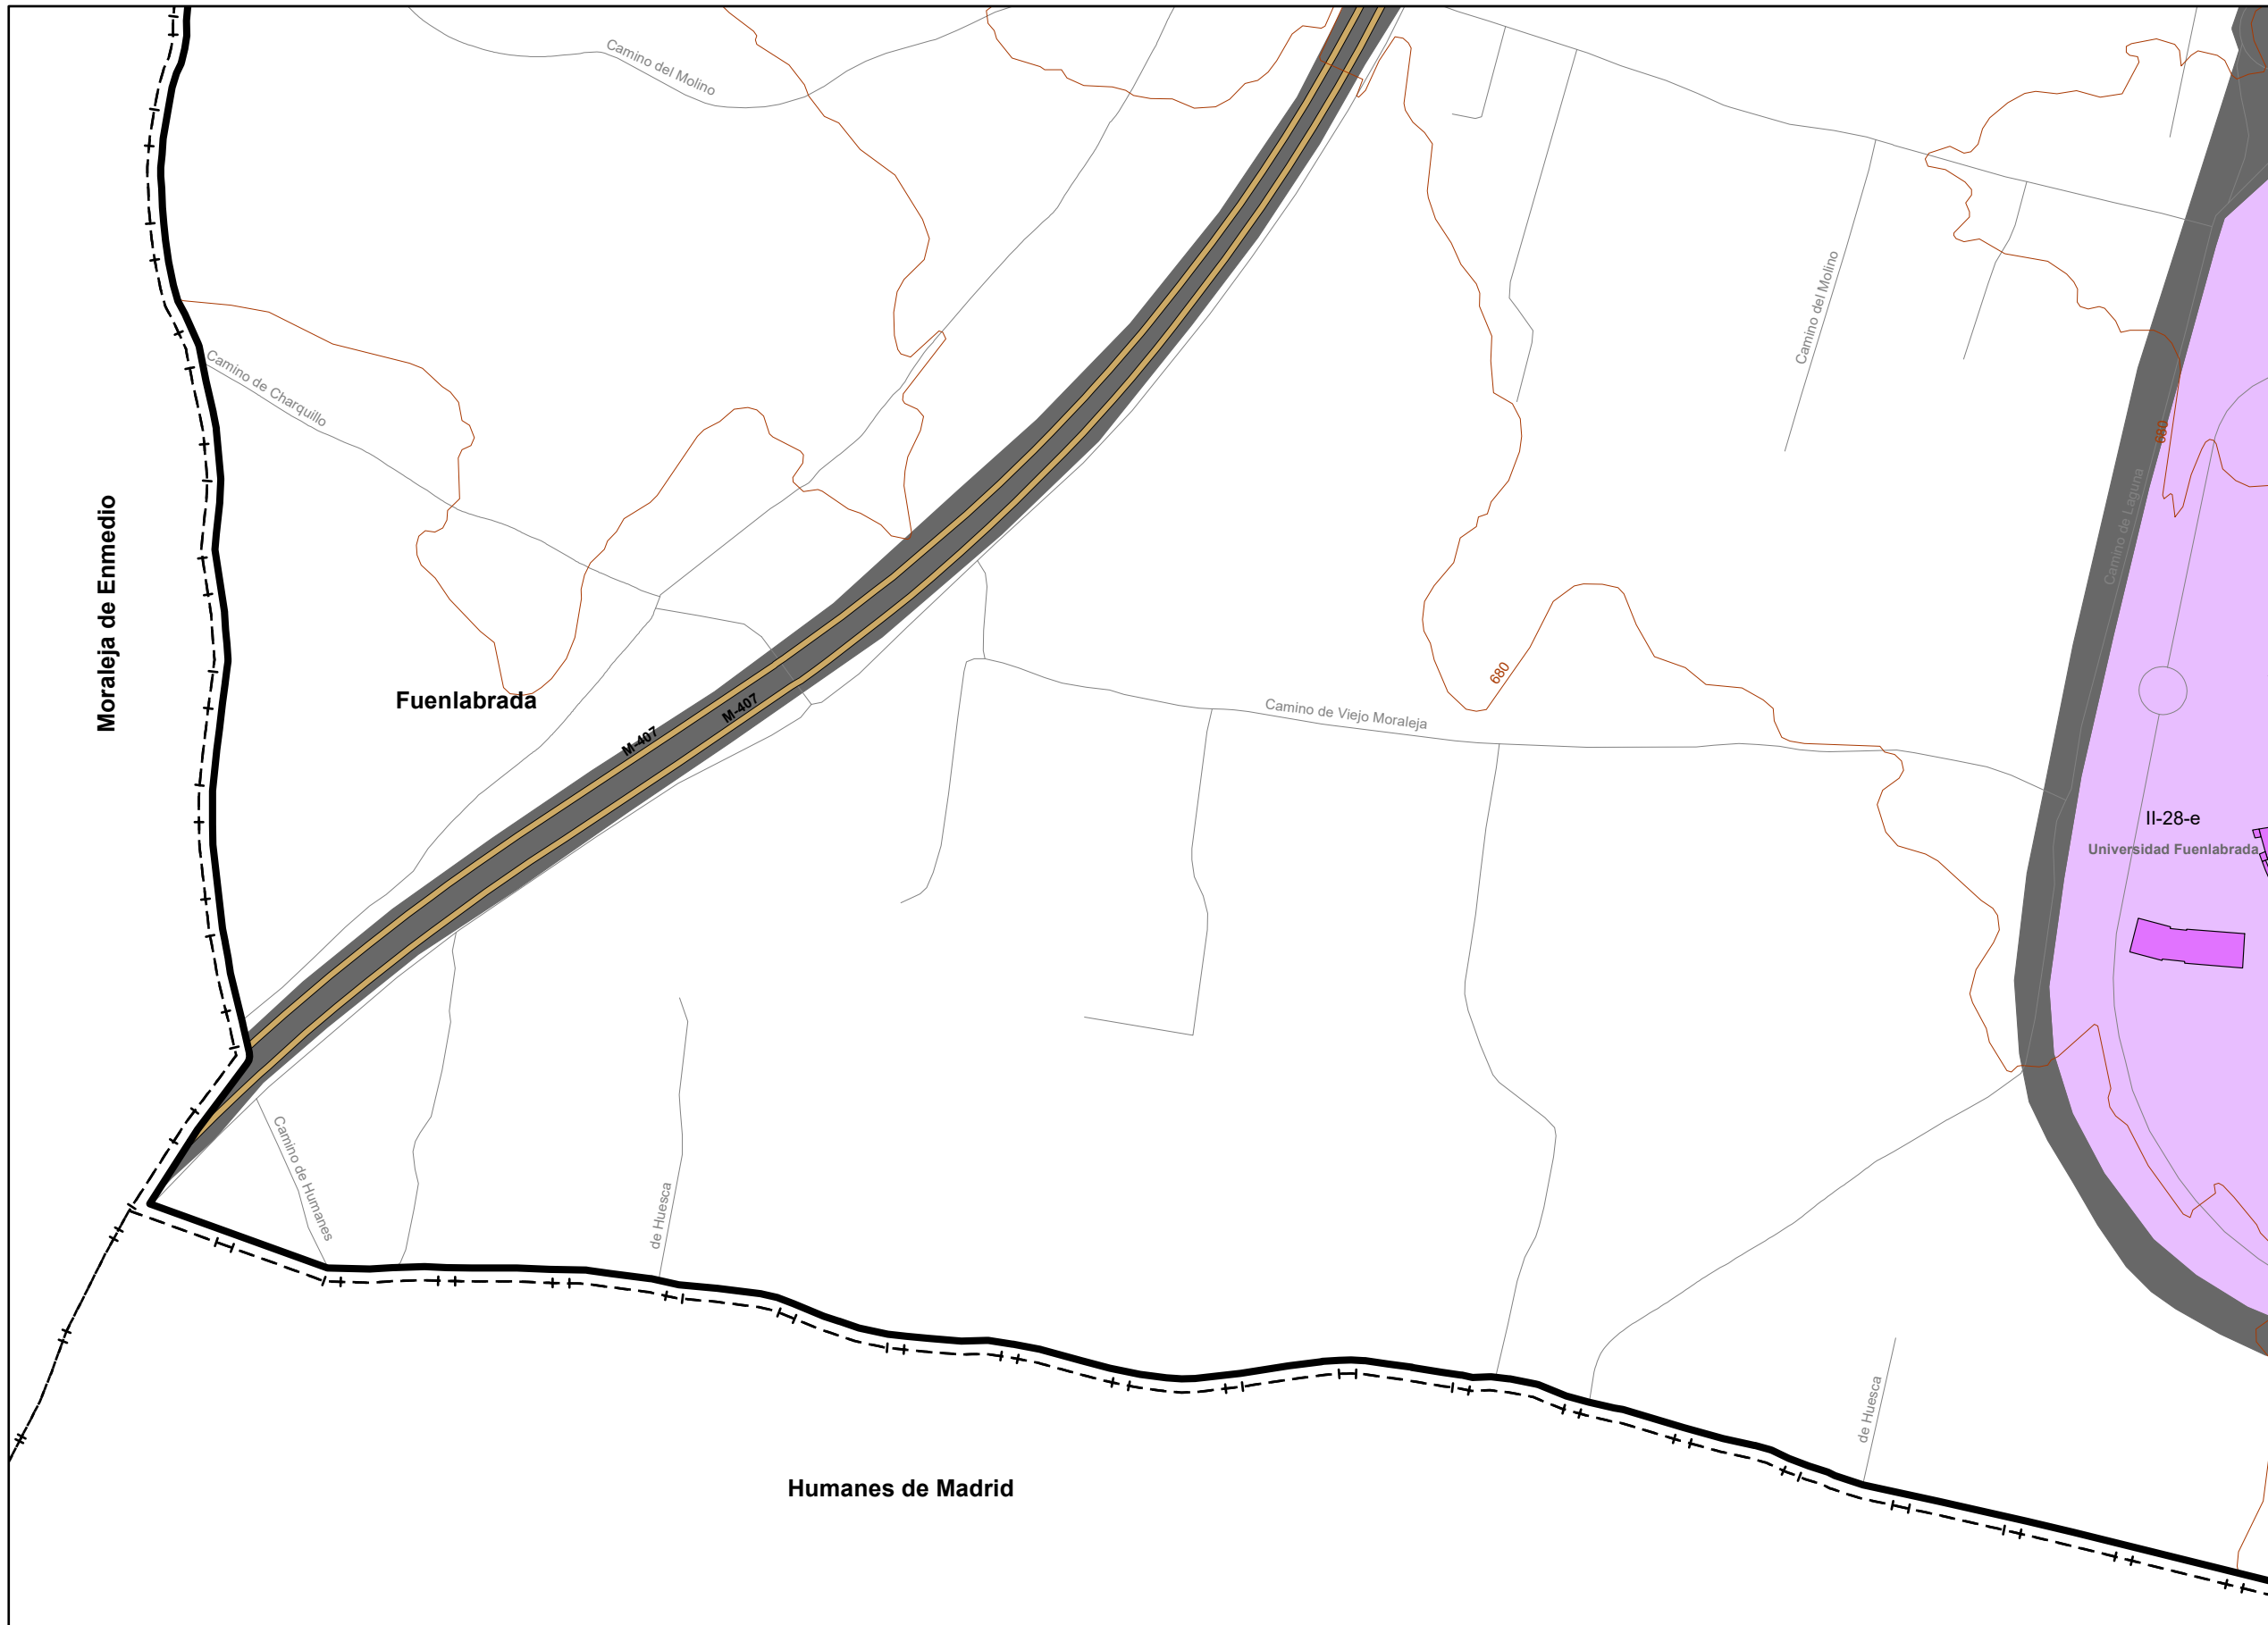 Camino del Molino
Camino del Molino
Camino de Charquillo
680
Camino de Laguna
Moraleja de Enmedio
Fuenlabrada
M-407
M-407
680
Camino de Viejo Moraleja
II-28-e
Universidad Fuenlabrada
Camino de Humanes
de Huesca
de Huesca
Humanes de Madrid